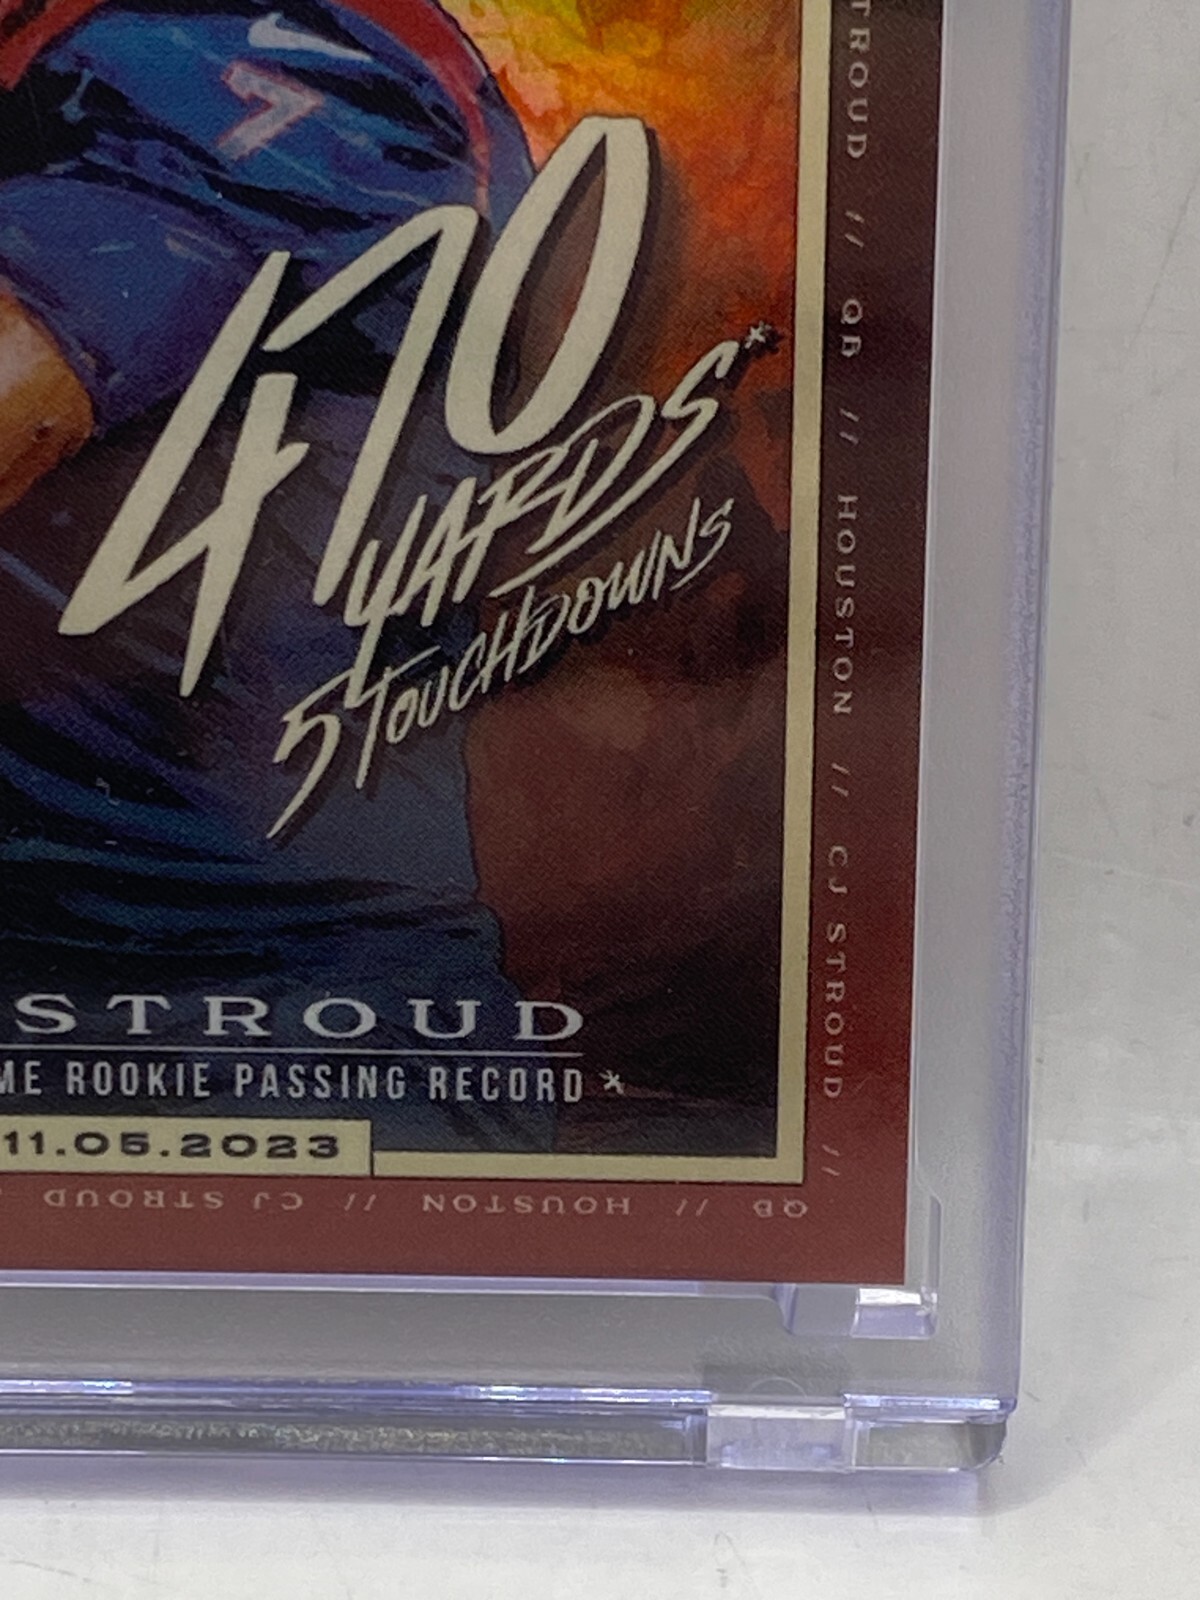 7
470
YARDS*
5 TOUCHDOWNS
STROUD
ME ROOKIE PASSING RECORD *
11.05.2023
TROUD // QB // HOUSTON // CJ STROUD //
QB // HOUSTON // CJ STROUD